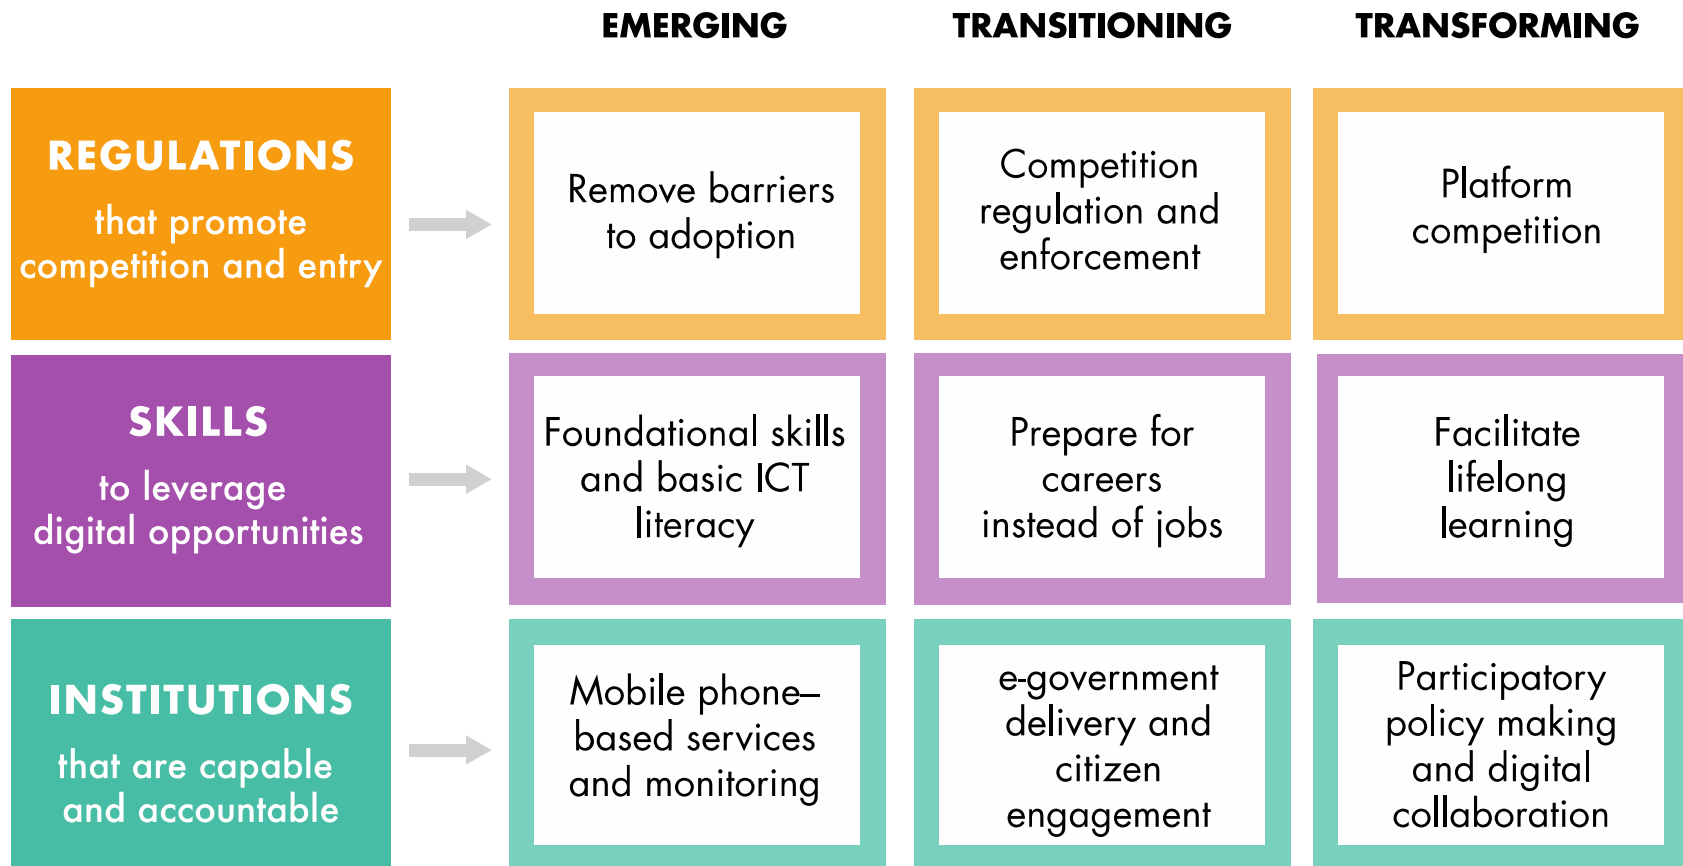 EMERGING
TRANSITIONING
TRANSFORMING
REGULATIONS
that promote
competition and entry
Remove barriers
to adoption
Competition
regulation and
enforcement
Platform
competition
SKILLS
to leverage
digital opportunities
Foundational skills
and basic ICT
literacy
Prepare for
careers
instead of jobs
Facilitate
lifelong
learning
INSTITUTIONS
that are capable
and accountable
Mobile phone–
based services
and monitoring
e-government
delivery and
citizen
engagement
Participatory
policy making
and digital
collaboration